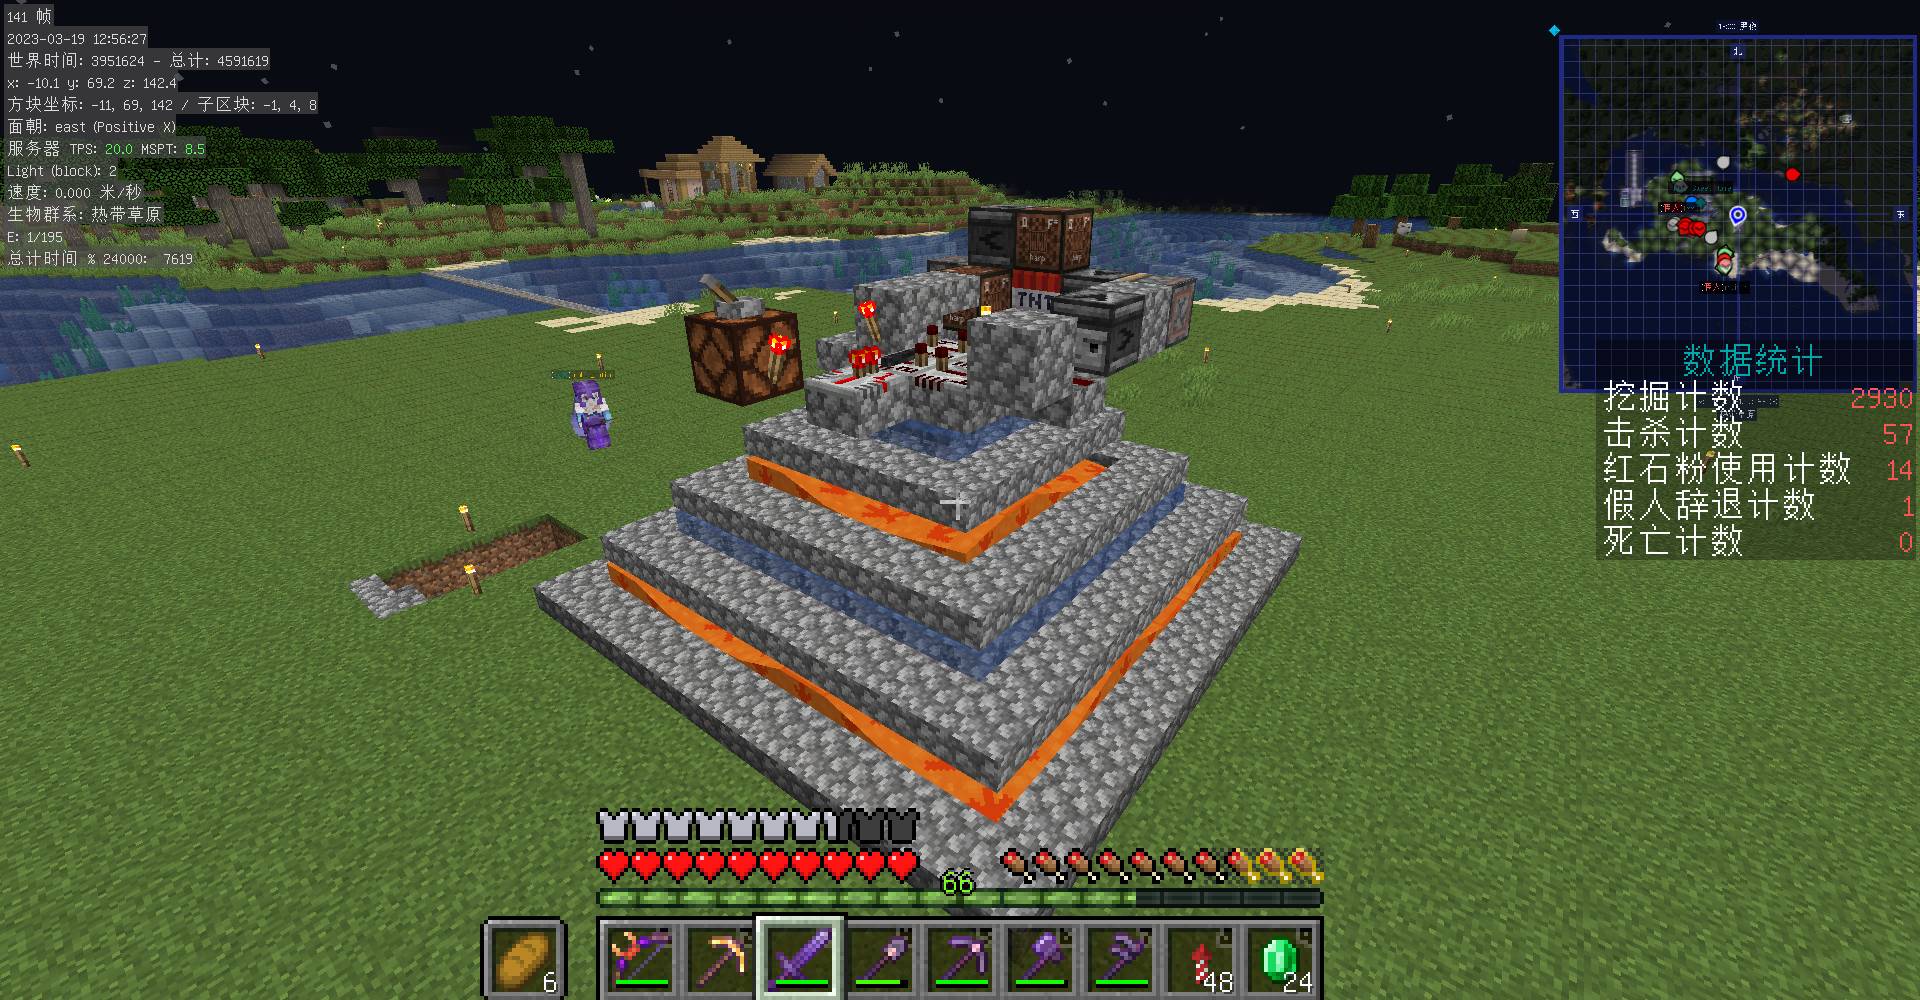 141 帧
2023-03-19 12:56:27
世界时间: 3951624 - 总计: 4591619
x: -10.1 y: 69.2 z: 142.4
方块坐标: -11, 69, 142 / 子区块: -1, 4, 8
面朝: east (Positive X)
服务器 TPS: 20.0 MSPT: 8.5
Light (block): 2
速度: 0.000 米/秒
生物群系: 热带草原
E: 1/195
总计时间 % 24000: 7619
北
西
东
数据统计
挖掘计数 2930
击杀计数 57
红石粉使用计数 14
假人辞退计数 1
死亡计数 0
harp
TNT
harp
66
6
48
24